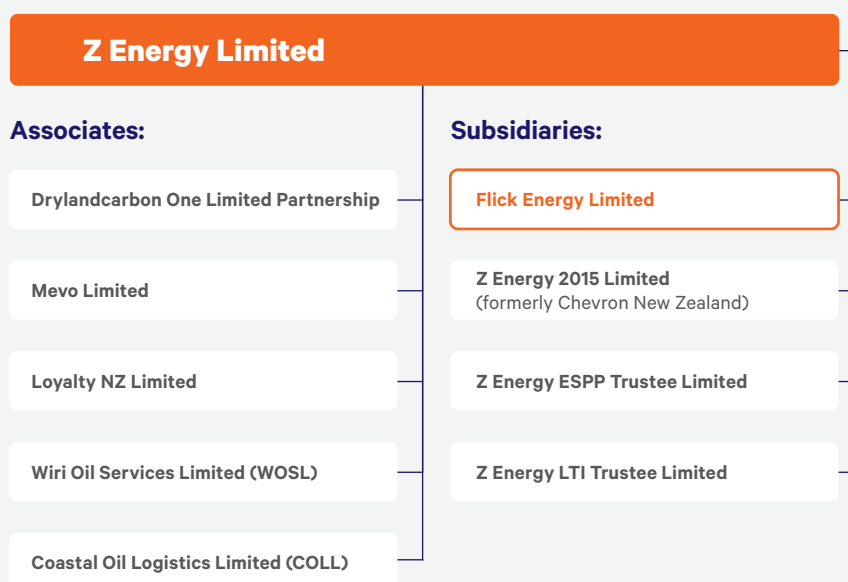 Z Energy Limited
Associates:
Drylandcarbon One Limited Partnership
Mevo Limited
Loyalty NZ Limited
Wiri Oil Services Limited (WOSL)
Coastal Oil Logistics Limited (COLL)
Subsidiaries:
Flick Energy Limited
Z Energy 2015 Limited
(formerly Chevron New Zealand)
Z Energy ESPP Trustee Limited
Z Energy LTI Trustee Limited